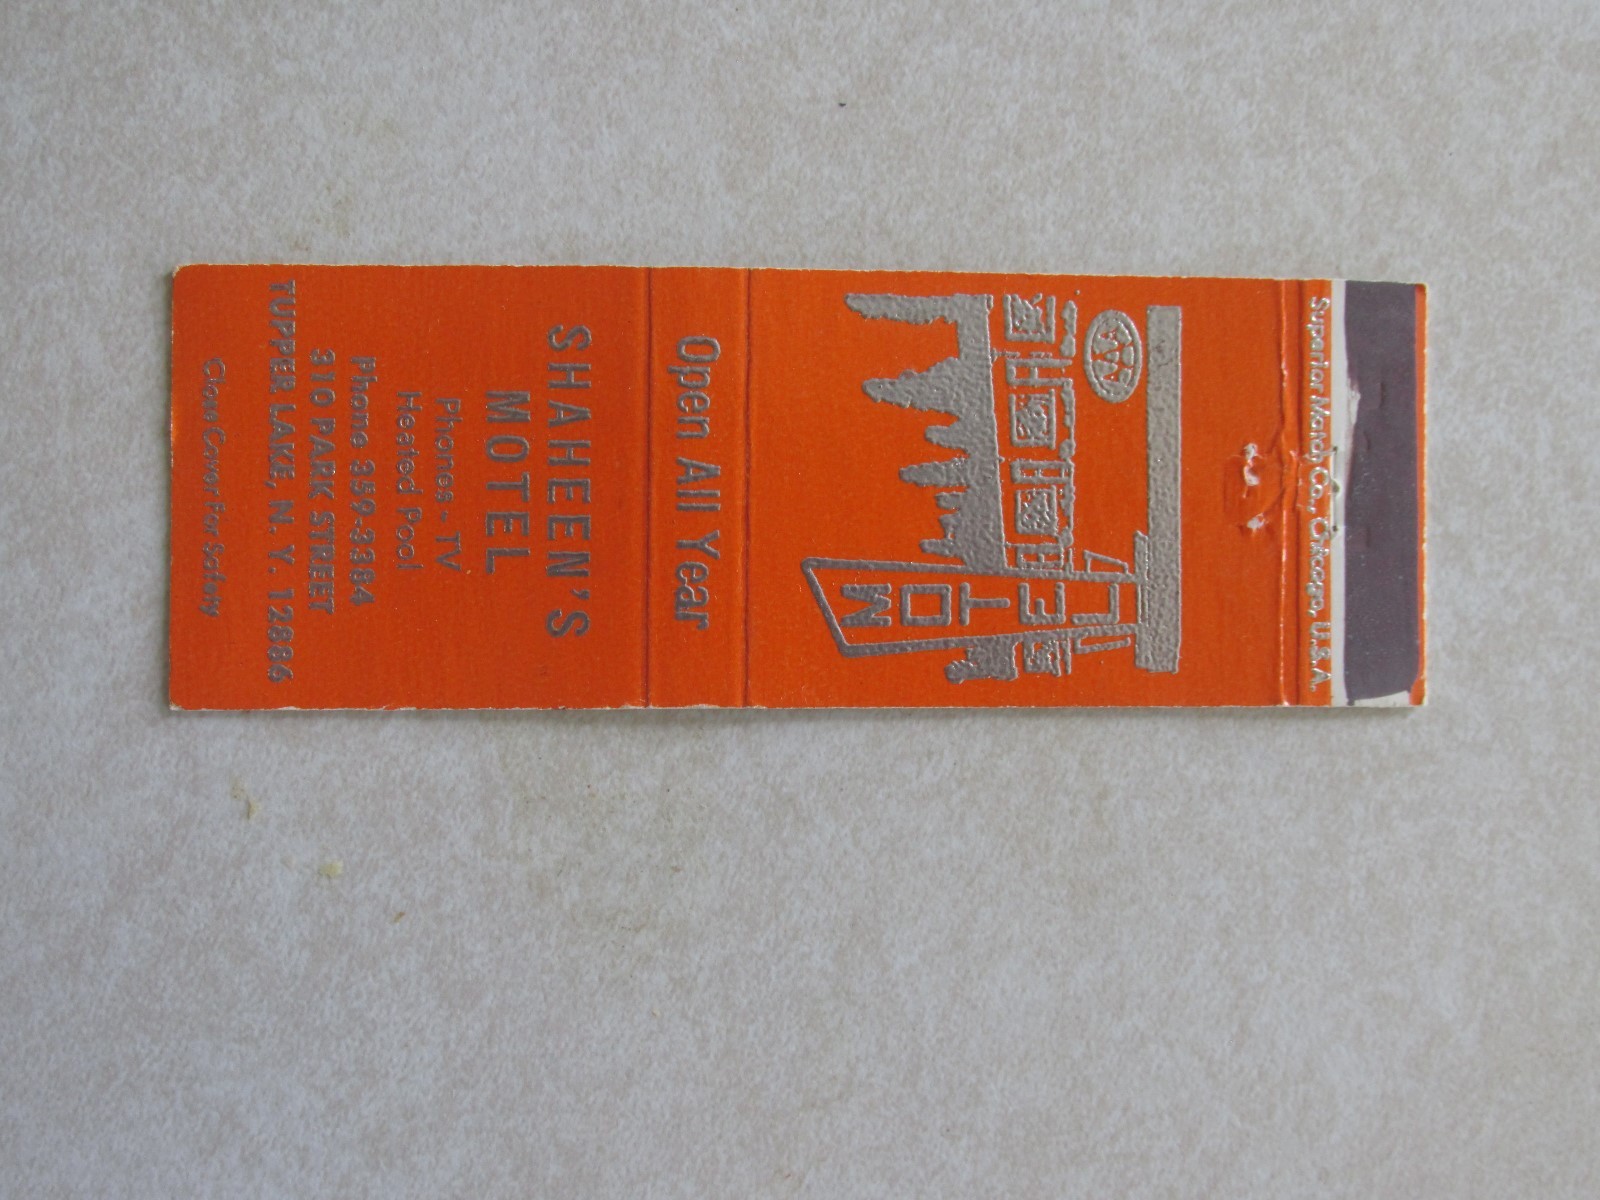 SHAHEEN'S
MOTEL
Phones - TV
Heated Pool
Phone 359-3384
310 PARK STREET
TUPPER LAKE, N. Y. 12986
Close Cover For Safety
Open All Year
MOTEL
AAA
Superior Match Co., Chicago, U.S.A.